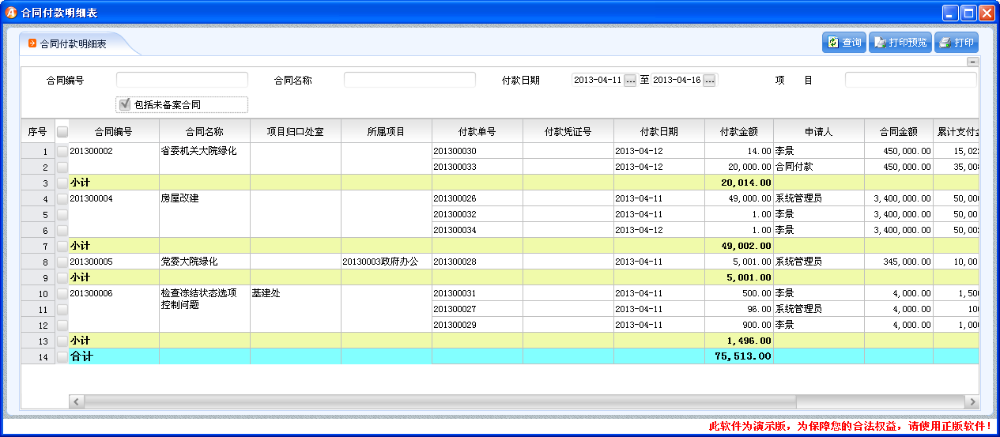 合同付款明细表
合同付款明细表 查询 打印预览 打印
合同编号 合同名称 付款日期 2013-04-11 ... 至 2013-04-16 ... 项 目
包括未备案合同
序号 合同编号 合同名称 项目归口处室 所属项目 付款单号 付款凭证号 付款日期 付款金额 申请人 合同金额 累计支付
1 201300002 省委机关大院绿化 201300030 2013-04-12 14.00 李景 450,000.00 15,02
2 201300033 2013-04-12 20,000.00 合同付款 450,000.00 35,00
3 小计 20,014.00
4 201300004 房屋改建 201300026 2013-04-11 49,000.00 系统管理员 3,400,000.00 50,00
5 201300032 2013-04-11 1.00 李景 3,400,000.00 50,00
6 201300034 2013-04-12 1.00 李景 3,400,000.00 50,00
7 小计 49,002.00
8 201300005 党委大院绿化 20130003政府办公 201300028 2013-04-11 5,001.00 系统管理员 345,000.00 10,00
9 小计 5,001.00
10 201300006 检查冻结状态选项 基建处 201300031 2013-04-11 500.00 李景 4,000.00 1,50
控制问题
11 201300027 2013-04-11 96.00 系统管理员 4,000.00 10
12 201300029 2013-04-11 900.00 李景 4,000.00 1,00
13 小计 1,496.00
14 合计 75,513.00
此软件为演示版，为保障您的合法权益，请使用正版软件！